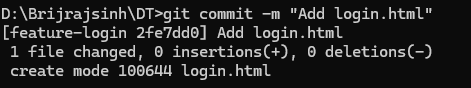 D:\Brijrajsinh\DT>git commit -m "Add login.html"
[feature-login 2fe7dd0] Add login.html
 1 file changed, 0 insertions(+), 0 deletions(-)
 create mode 100644 login.html